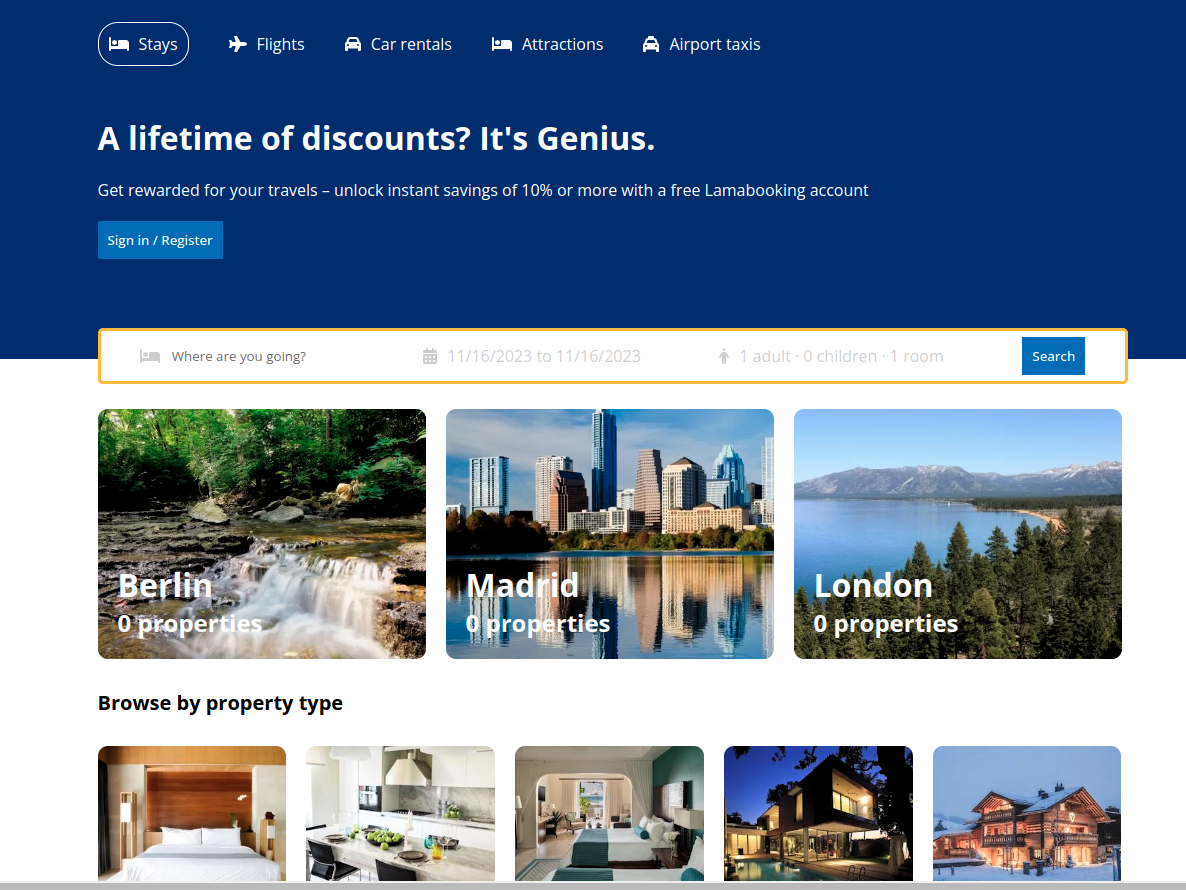 Stays Flights Car rentals Attractions Airport taxis
A lifetime of discounts? It's Genius.
Get rewarded for your travels – unlock instant savings of 10% or more with a free Lamabooking account
Sign in / Register
Where are you going? 11/16/2023 to 11/16/2023 1 adult · 0 children · 1 room Search
Berlin
0 properties
Madrid
0 properties
London
0 properties
Browse by property type